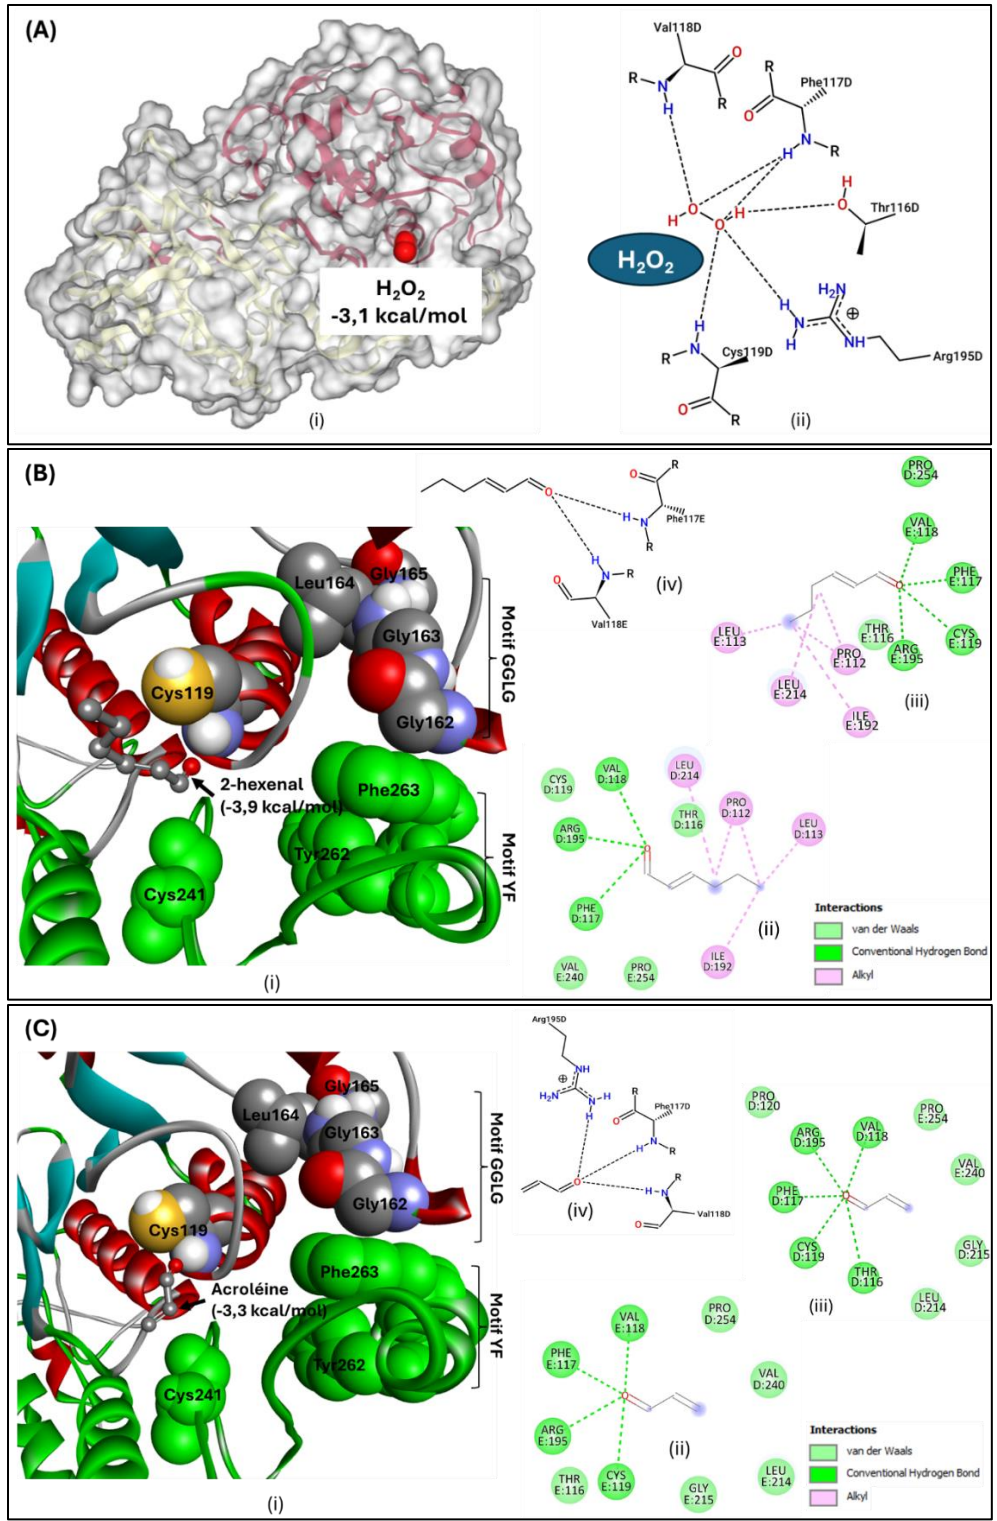 (A)
H₂O₂
-3,1 kcal/mol
(i)
Val118D
R
N
H
O
R
R
O
Phe117D
H
N
R
H
O
O
H
H
O
Thr116D
H₂O₂
H₂N
H
N
H
⊕
NH
Arg195D
H
R
N
Cys119D
O
R
(ii)
(B)
Leu164
Gly165
Gly163
Gly162
Motif GGLG
Cys119
2-hexenal
(-3,9 kcal/mol)
Phe263
Tyr262
Motif YF
Cys241
(i)
R
O
O
H
N
Phe117E
R
H
N
R
O
Val118E
(iv)
PRO
D:254
VAL
E:118
PHE
E:117
O
THR
E:116
CYS
E:119
ARG
E:195
LEU
E:113
PRO
E:112
LEU
E:214
ILE
E:192
(iii)
CYS
D:119
VAL
D:118
LEU
D:214
PRO
D:112
THR
D:116
LEU
D:113
ARG
D:195
O
PHE
D:117
VAL
E:240
PRO
E:254
ILE
D:192
(ii)
Interactions
van der Waals
Conventional Hydrogen Bond
Alkyl
(C)
Leu164
Gly165
Gly163
Gly162
Motif GGLG
Cys119
Acroléine
(-3,3 kcal/mol)
Phe263
Tyr262
Motif YF
Cys241
(i)
Arg195D
NH
⊕
H₂N
N
H
H
R
O
Phe117D
H
N
R
O
H
N
R
O
Val118D
(iv)
PRO
D:120
ARG
D:195
VAL
D:118
PRO
E:254
PHE
D:117
O
VAL
E:240
CYS
D:119
THR
D:116
GLY
D:215
LEU
D:214
(iii)
VAL
E:118
PRO
D:254
PHE
E:117
O
VAL
D:240
ARG
E:195
THR
E:116
CYS
E:119
GLY
E:215
LEU
E:214
(ii)
Interactions
van der Waals
Conventional Hydrogen Bond
Alkyl